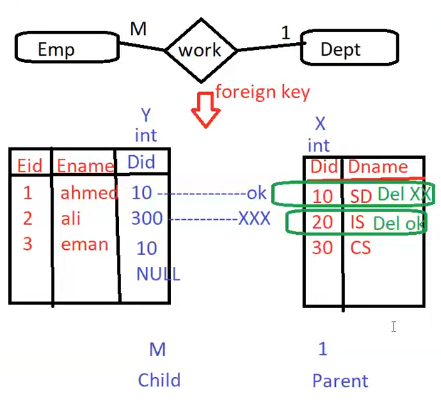 M
1
Emp
work
Dept
foreign key
Y
int
X
int
Eid Ename Did
Did Dname
1 ahmed 10 -------------ok
10 SD Del XX
2 ali 300 -----------XXX
20 IS Del ok
3 eman 10
30 CS
NULL
M
1
Child
Parent